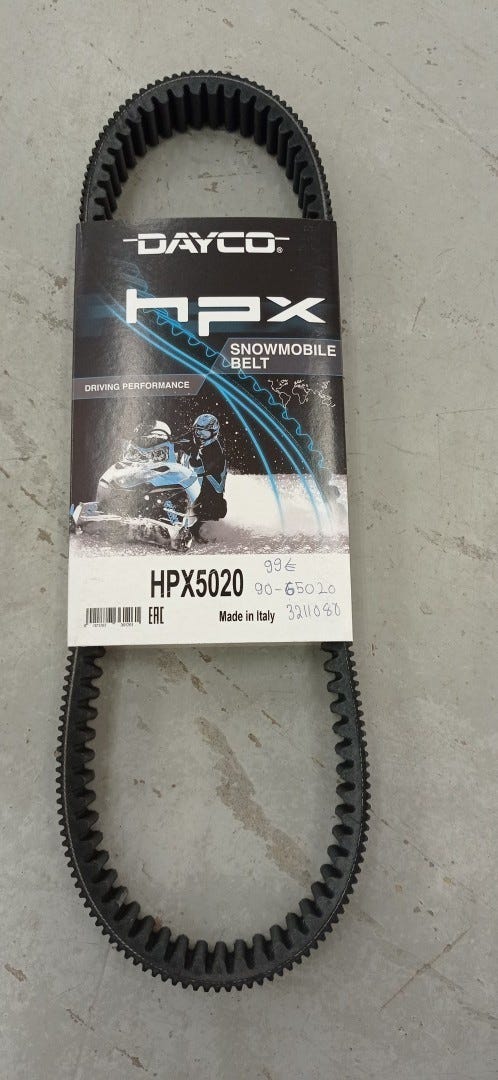 DAYCO®
hpx
SNOWMOBILE
BELT
DRIVING PERFORMANCE
99€
HPX5020 90-65020
EAC Made in Italy 3211080